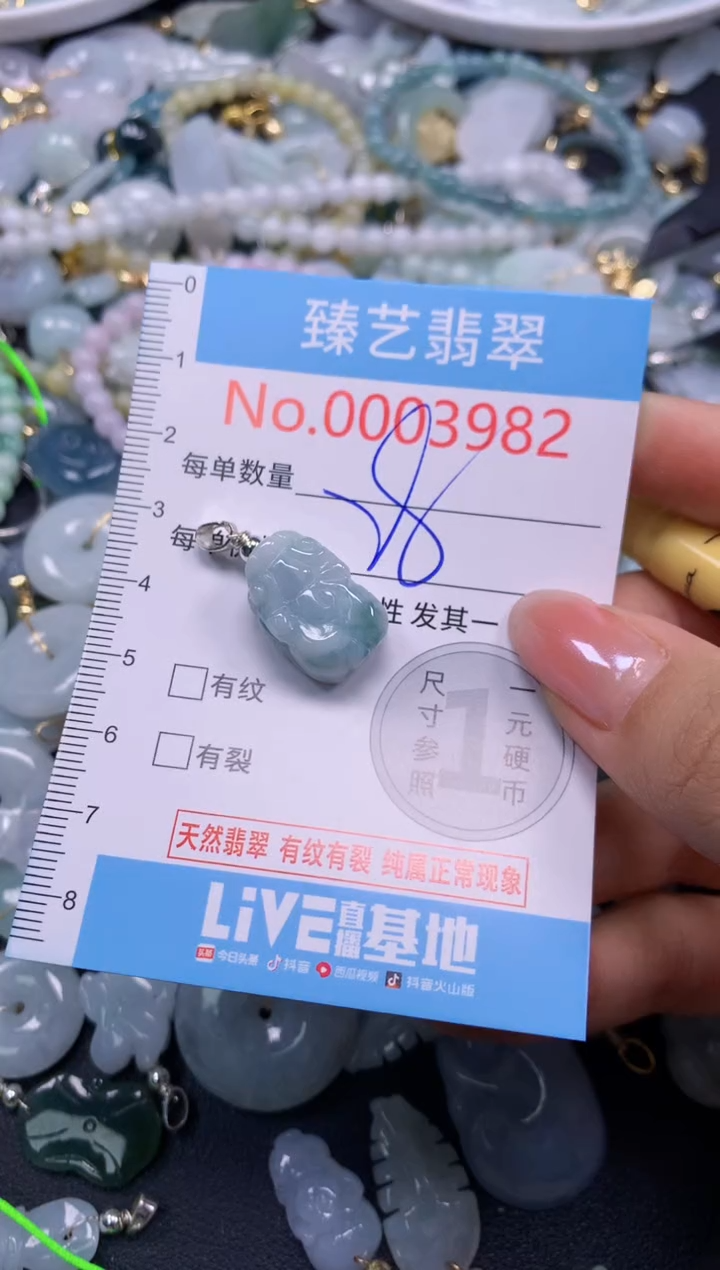 0
臻艺翡翠
1
No.0003982
2
每单数量
3
每单
4
性 发其一
5
有纹
尺寸参照
1
一元硬币
6
有裂
7
天然翡翠 有纹有裂 纯属正常现象
8
LiVE直播基地
头条 今日头条 抖音 西瓜视频 抖音火山版